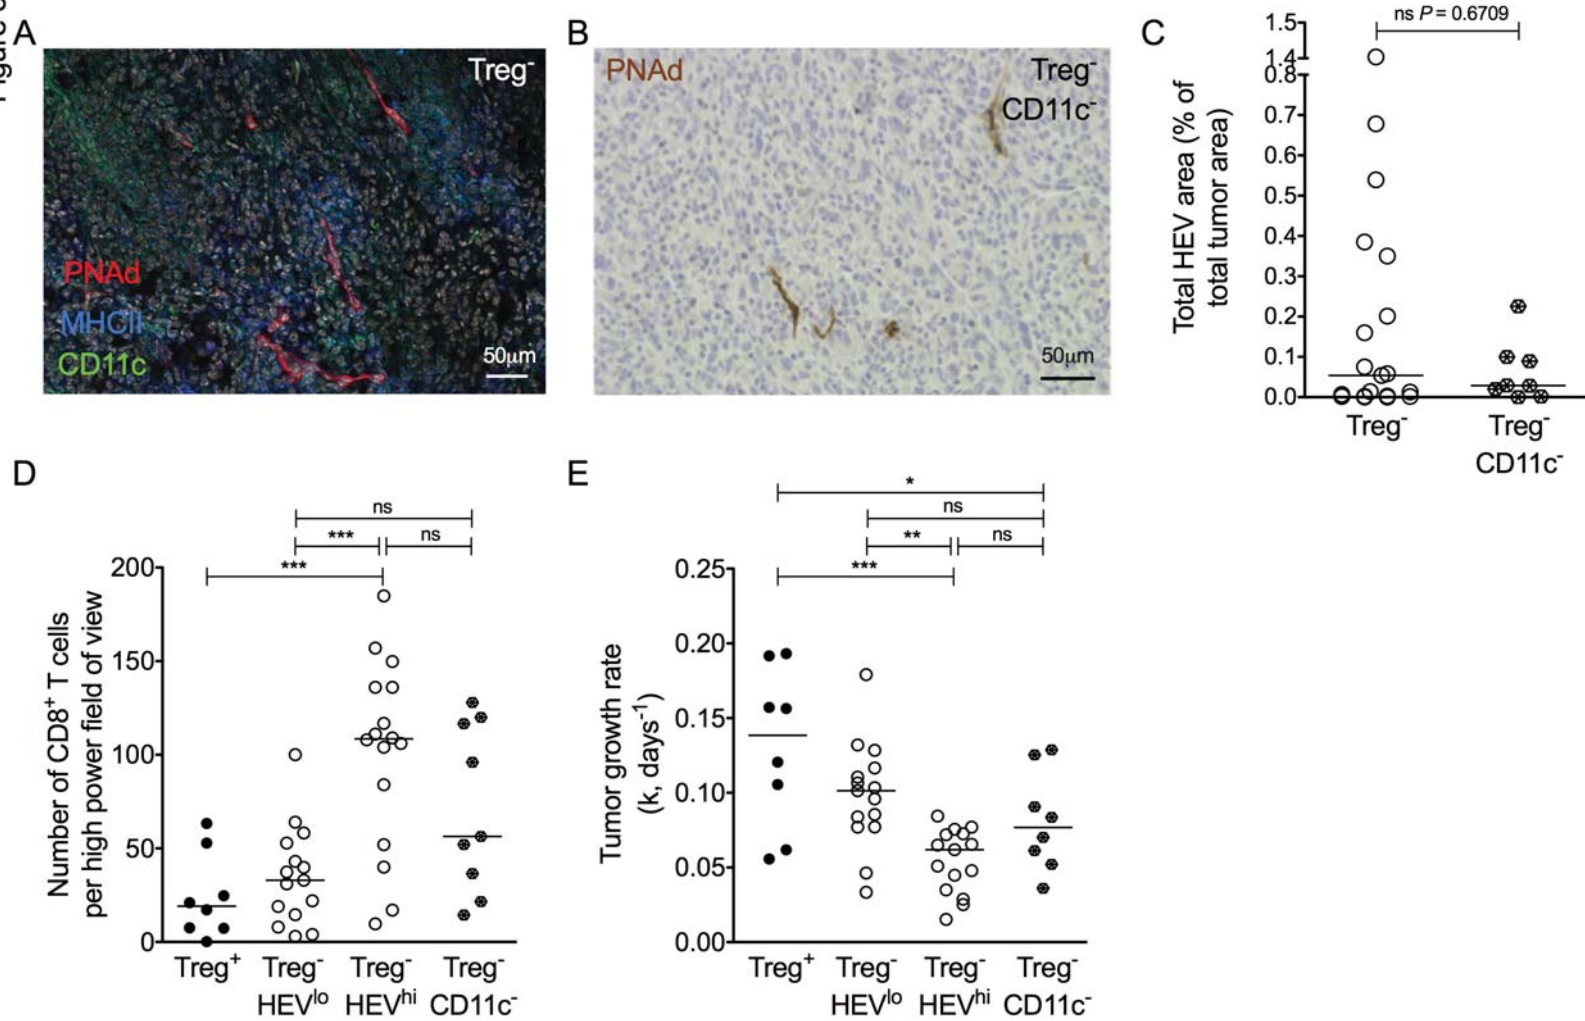 Figure
A
Treg-
PNAd
MHCII
CD11c
50μm
B
PNAd
Treg-
CD11c-
50μm
C
ns P = 0.6709
Total HEV area (% of
total tumor area)
1.5
1.4
0.8
0.7
0.6
0.5
0.4
0.3
0.2
0.1
0.0
Treg-
Treg-
CD11c-
D
ns
*** ns
***
Number of CD8+ T cells
per high power field of view
200
150
100
50
0
Treg+ Treg- Treg- Treg-
HEVlo HEVhi CD11c-
E
*
ns
** ns
***
Tumor growth rate
(k, days-1)
0.25
0.20
0.15
0.10
0.05
0.00
Treg+ Treg- Treg- Treg-
HEVlo HEVhi CD11c-